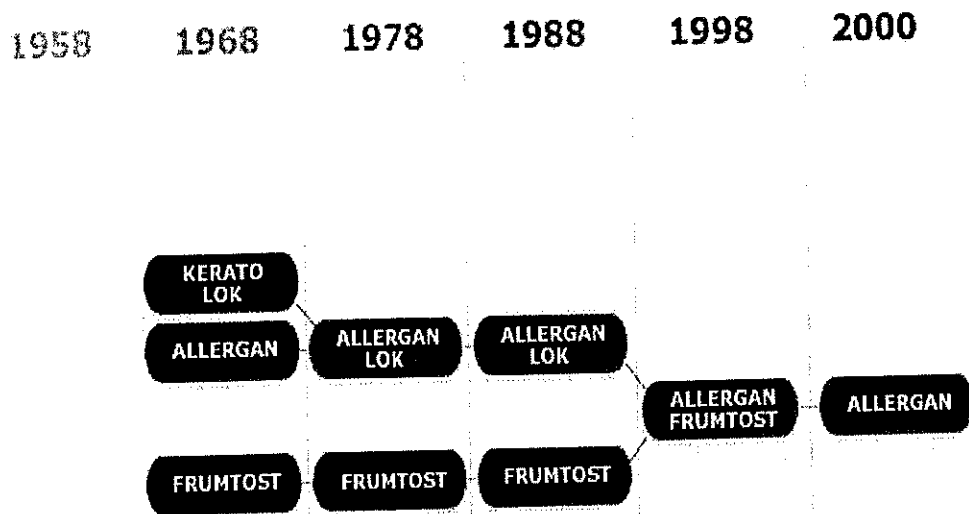 1958 1968 1978 1988 1998 2000
KERATO
LOK
ALLERGAN
ALLERGAN
LOK
ALLERGAN
LOK
ALLERGAN
FRUMTOST
ALLERGAN
FRUMTOST
FRUMTOST
FRUMTOST